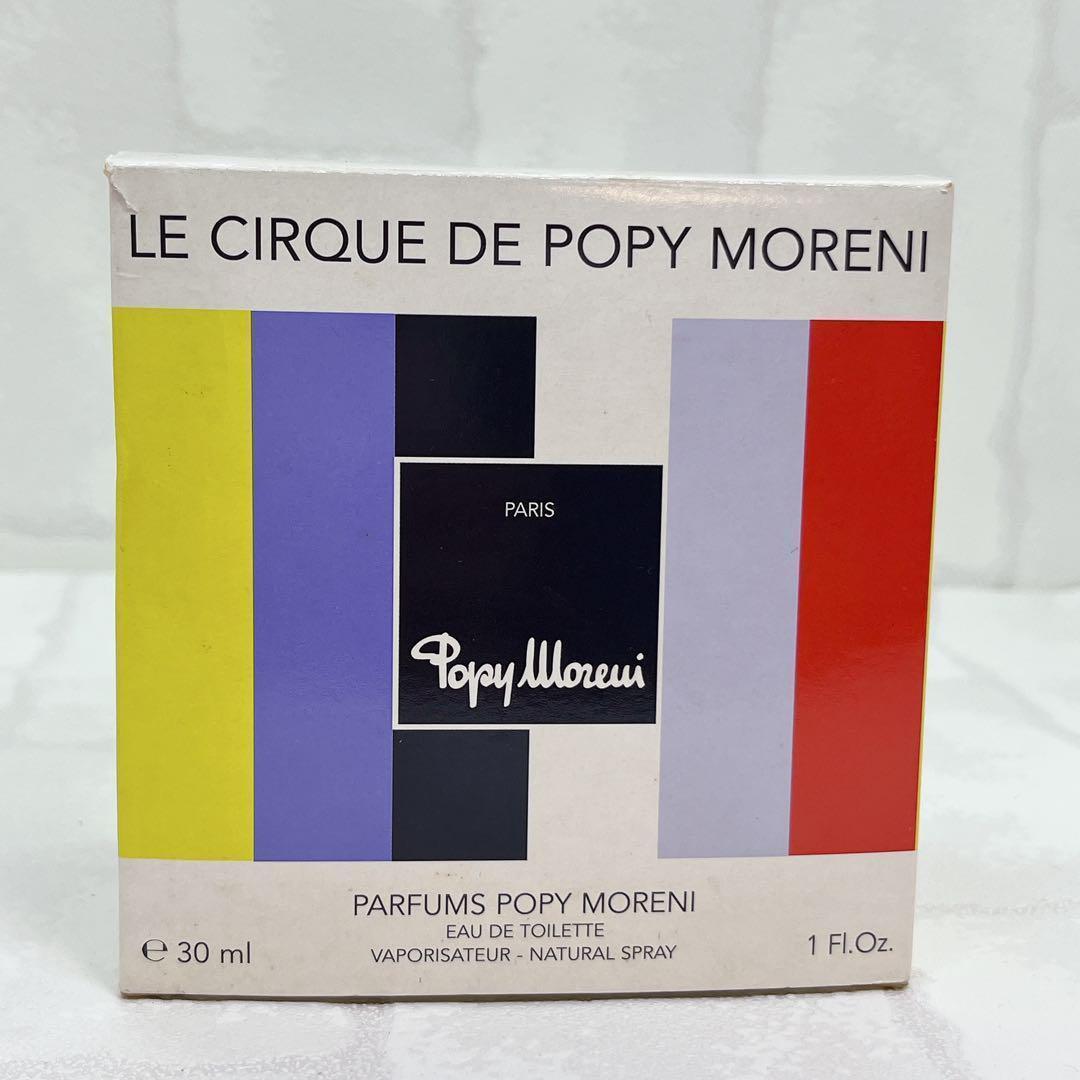 LE CIRQUE DE POPY MORENI
PARIS
Popy Moreni
PARFUMS POPY MORENI
EAU DE TOILETTE
VAPORISATEUR - NATURAL SPRAY
℮ 30 ml
1 Fl.Oz.